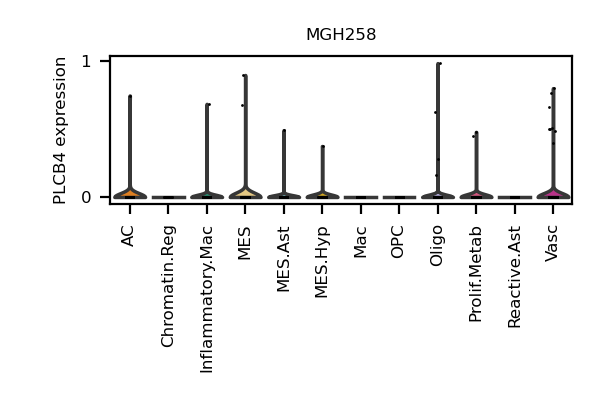 MGH258
PLCB4 expression
1
0
AC
Chromatin.Reg
Inflammatory.Mac
MES
MES.Ast
MES.Hyp
Mac
OPC
Oligo
Prolif.Metab
Reactive.Ast
Vasc